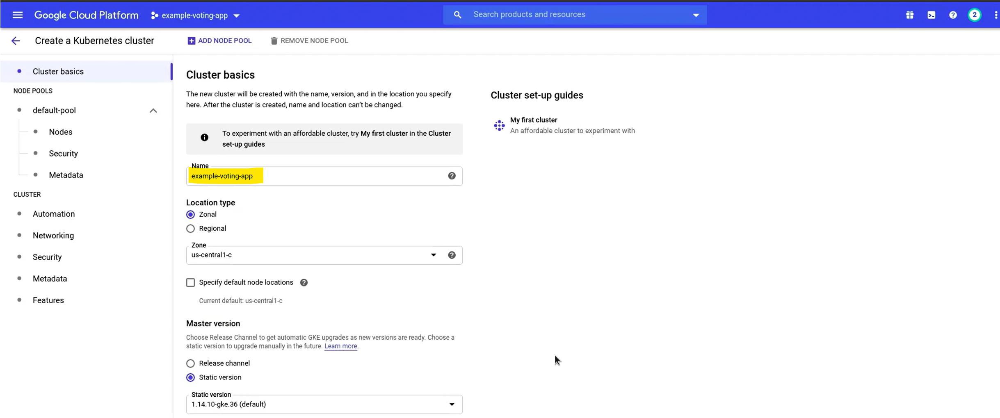 Google Cloud Platform
example-voting-app
Search products and resources
2
Create a Kubernetes cluster
ADD NODE POOL
REMOVE NODE POOL
Cluster basics
NODE POOLS
default-pool
Nodes
Security
Metadata
CLUSTER
Automation
Networking
Security
Metadata
Features
Cluster basics
The new cluster will be created with the name, version, and in the location you specify
here. After the cluster is created, name and location can't be changed.
To experiment with an affordable cluster, try My first cluster in the Cluster
set-up guides
Name
example-voting-app
Location type
Zonal
Regional
Zone
us-central1-c
Specify default node locations
Current default: us-central1-c
Master version
Choose Release Channel to get automatic GKE upgrades as new versions are ready. Choose a
static version to upgrade manually in the future. Learn more.
Release channel
Static version
Static version
1.14.10-gke.36 (default)
Cluster set-up guides
My first cluster
An affordable cluster to experiment with